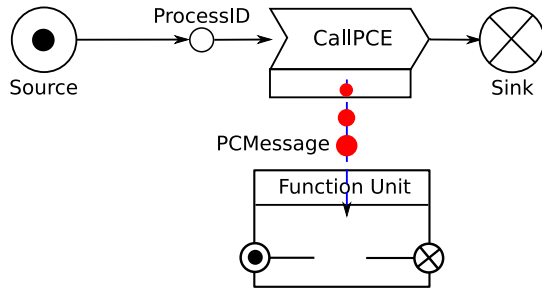 ProcessID
CallPCE
Source
Sink
PCMessage
Function Unit